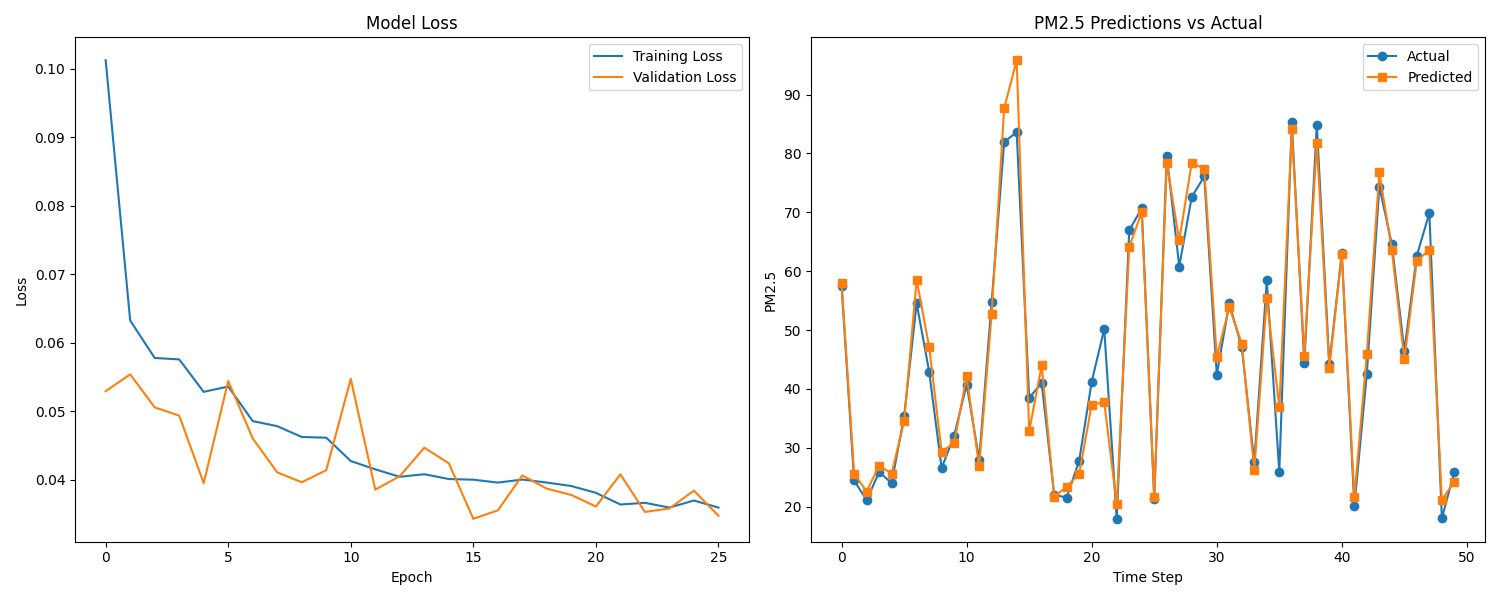 Model Loss
Training Loss
Validation Loss
0.10
0.09
0.08
0.07
0.06
0.05
0.04
Loss
0 5 10 15 20 25
Epoch
PM2.5 Predictions vs Actual
Actual
Predicted
90
80
70
60
50
40
30
20
PM2.5
0 10 20 30 40 50
Time Step